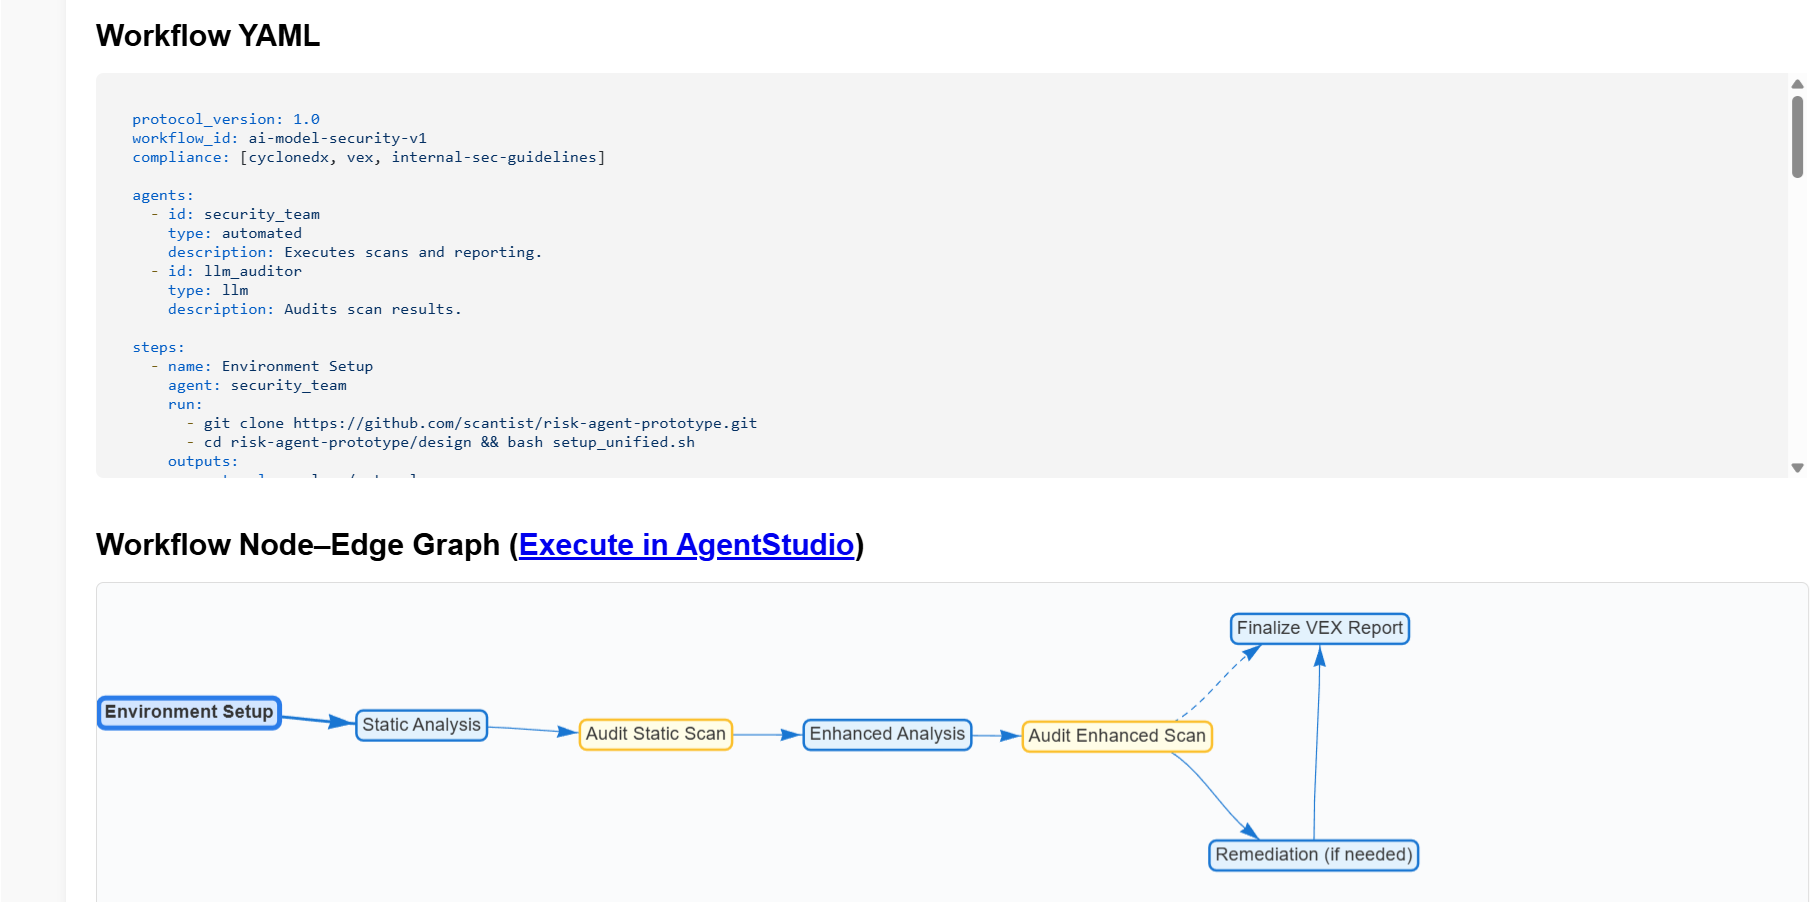 Workflow YAML
protocol_version: 1.0
workflow_id: ai-model-security-v1
compliance: [cyclonedx, vex, internal-sec-guidelines]
agents:
- id: security_team
type: automated
description: Executes scans and reporting.
- id: llm_auditor
type: llm
description: Audits scan results.
steps:
- name: Environment Setup
agent: security_team
run:
- git clone https://github.com/scantist/risk-agent-prototype.git
- cd risk-agent-prototype/design && bash setup_unified.sh
outputs:
Workflow Node–Edge Graph (Execute in AgentStudio)
Finalize VEX Report
Environment Setup
Static Analysis
Audit Static Scan
Enhanced Analysis
Audit Enhanced Scan
Remediation (if needed)